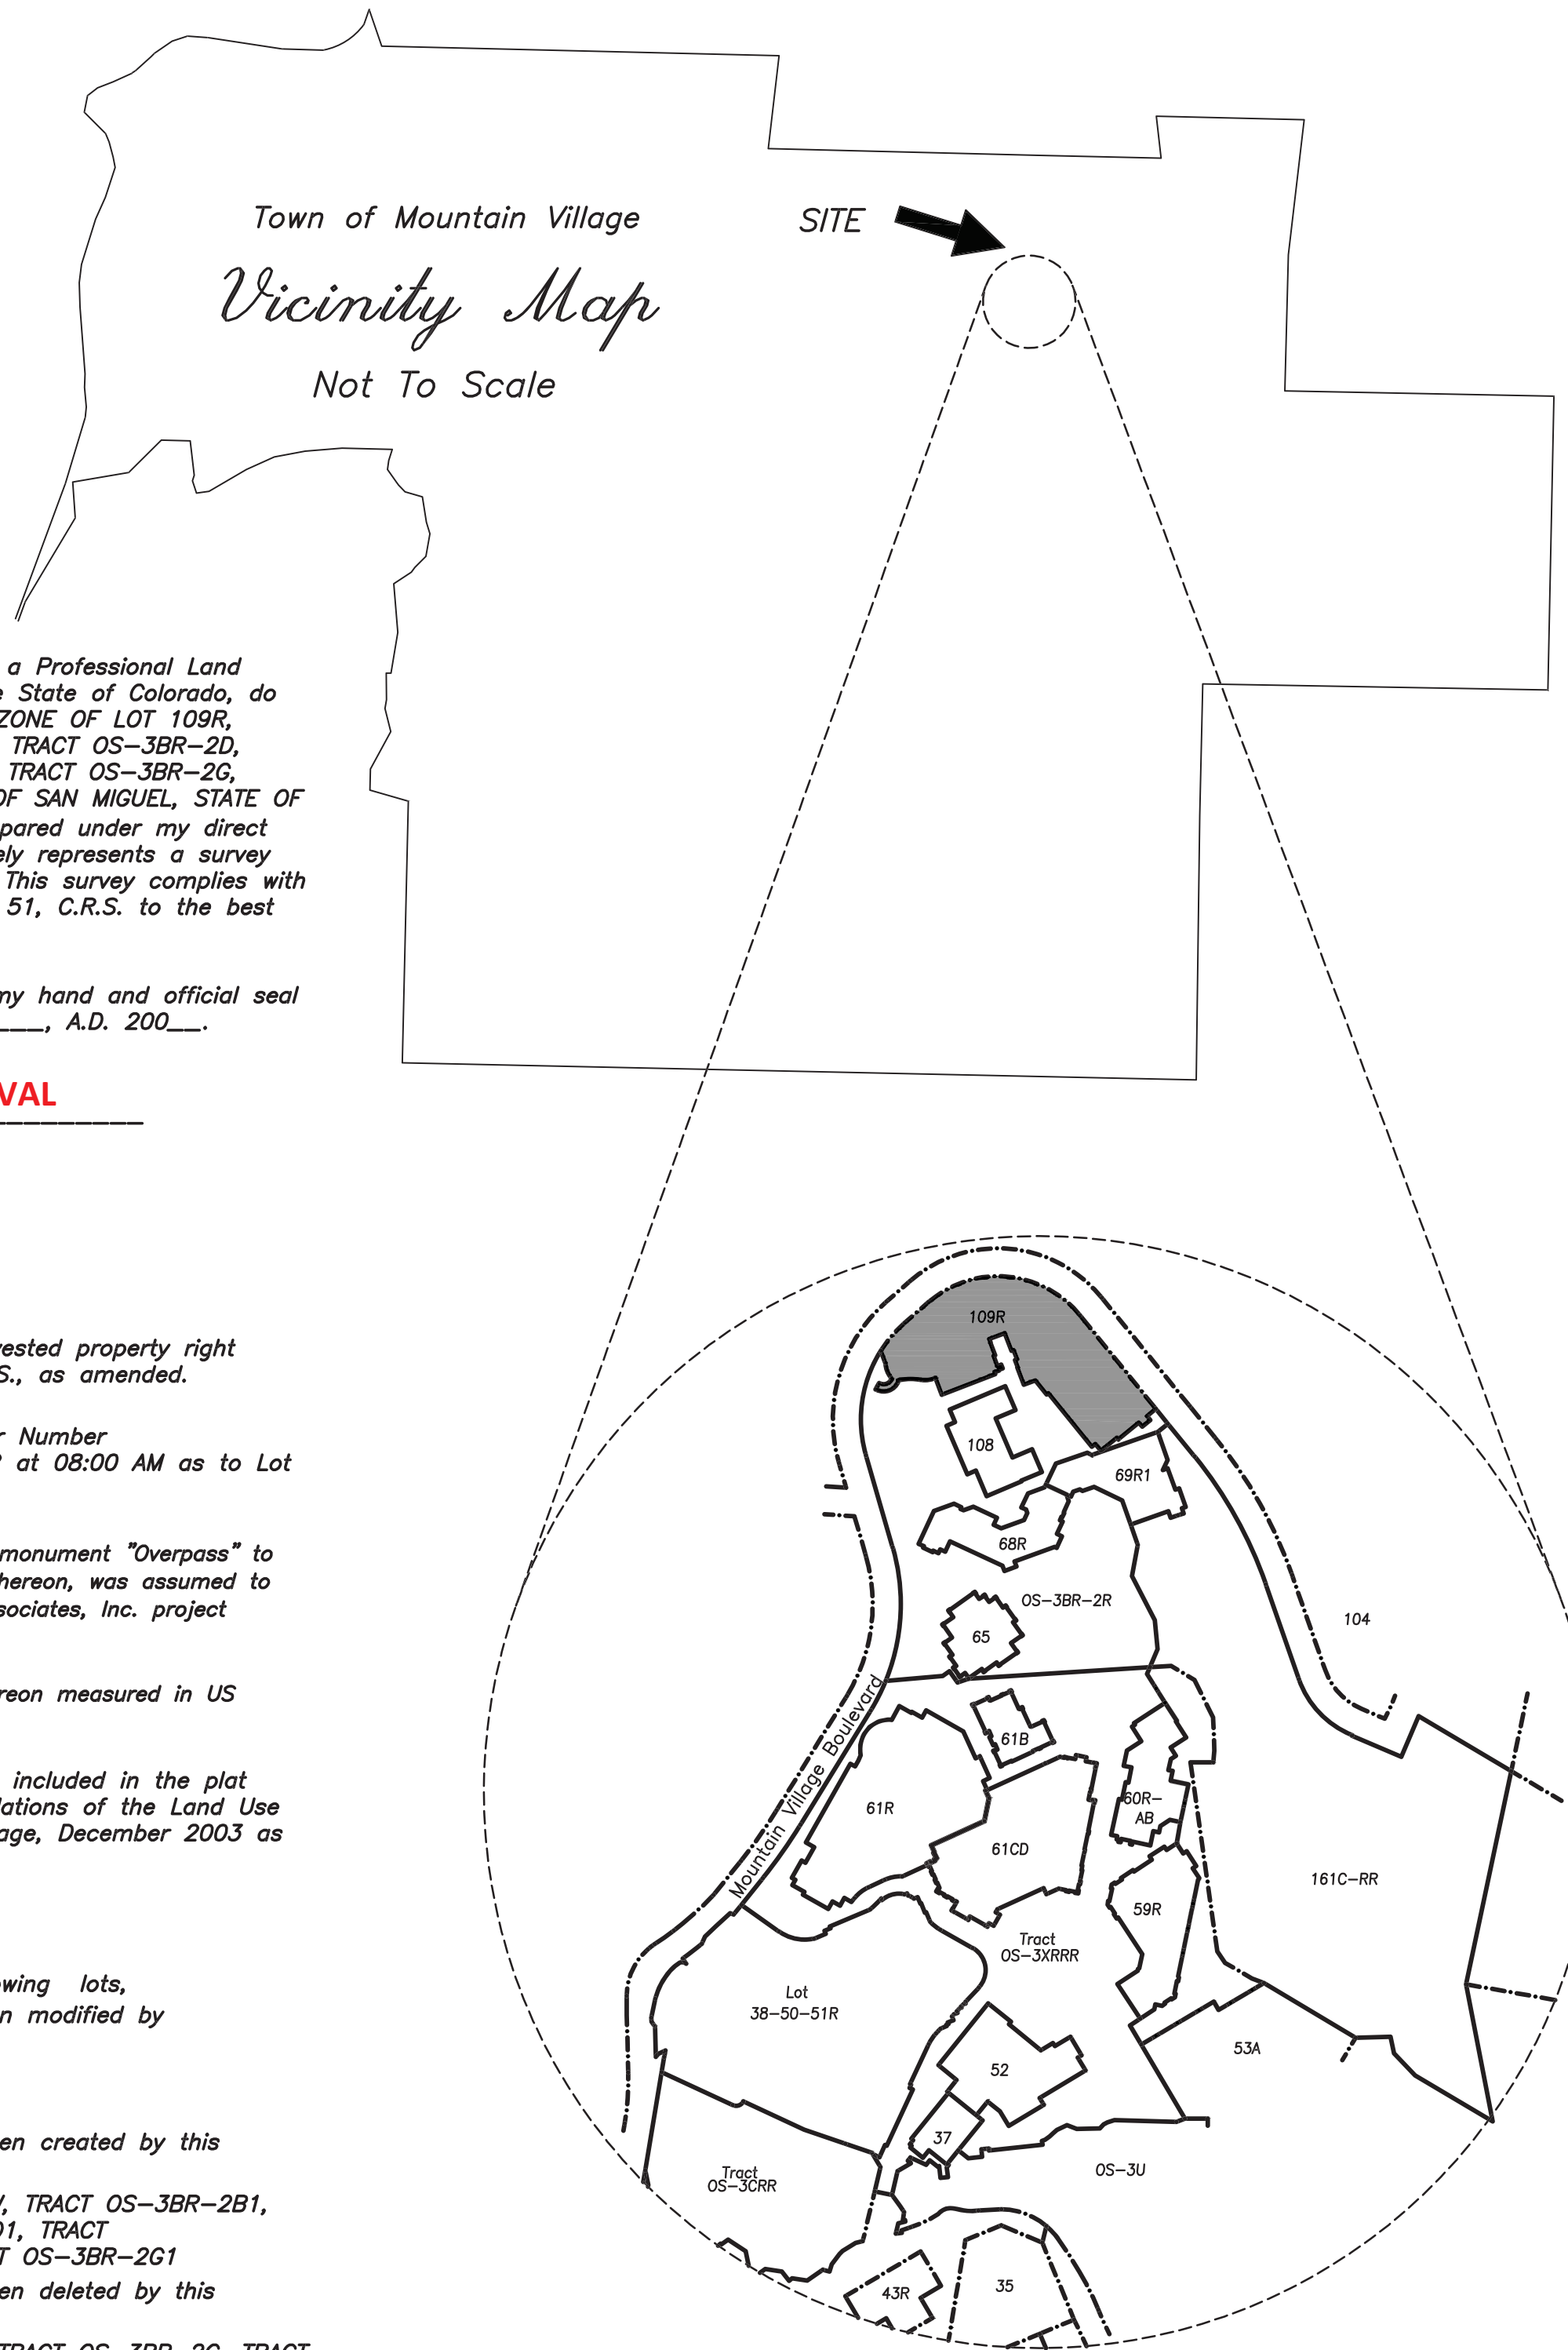 Town of Mountain Village
SITE
Vicinity Map
Not To Scale
a Professional Land
State of Colorado, do
ZONE OF LOT 109R,
TRACT OS-3BR-2D,
TRACT OS-3BR-2G,
OF SAN MIGUEL, STATE OF
pared under my direct
ely represents a survey
This survey complies with
51, C.R.S. to the best
my hand and official seal
___, A.D. 200__.
VAL
vested property right
S., as amended.
r Number
at 08:00 AM as to Lot
monument "Overpass" to
hereon, was assumed to
sociates, Inc. project
reon measured in US
included in the plat
lations of the Land Use
age, December 2003 as
owing lots,
n modified by
en created by this
TRACT OS-3BR-2B1,
D1, TRACT
T OS-3BR-2G1
en deleted by this
109R
108
69R1
68R
OS-3BR-2R
65
104
Mountain Village Boulevard
61B
61R
60R-
AB
61CD
161C-RR
59R
Tract
OS-3XRRR
Lot
38-50-51R
53A
52
37
Tract
OS-3CRR
OS-3U
43R
35